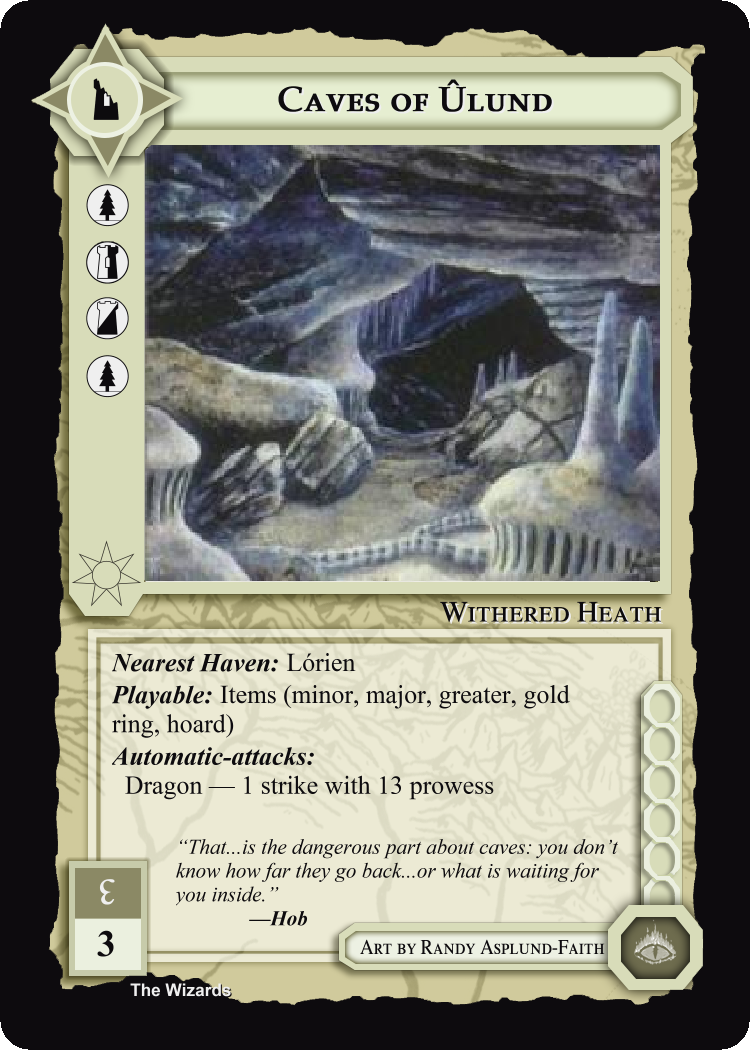 Caves of Ûlund
Withered Heath
Nearest Haven: Lórien
Playable: Items (minor, major, greater, gold
ring, hoard)
Automatic-attacks:
Dragon — 1 strike with 13 prowess
“That...is the dangerous part about caves: you don’t
know how far they go back...or what is waiting for
you inside.”
—Hob
3
Art by Randy Asplund-Faith
The Wizards